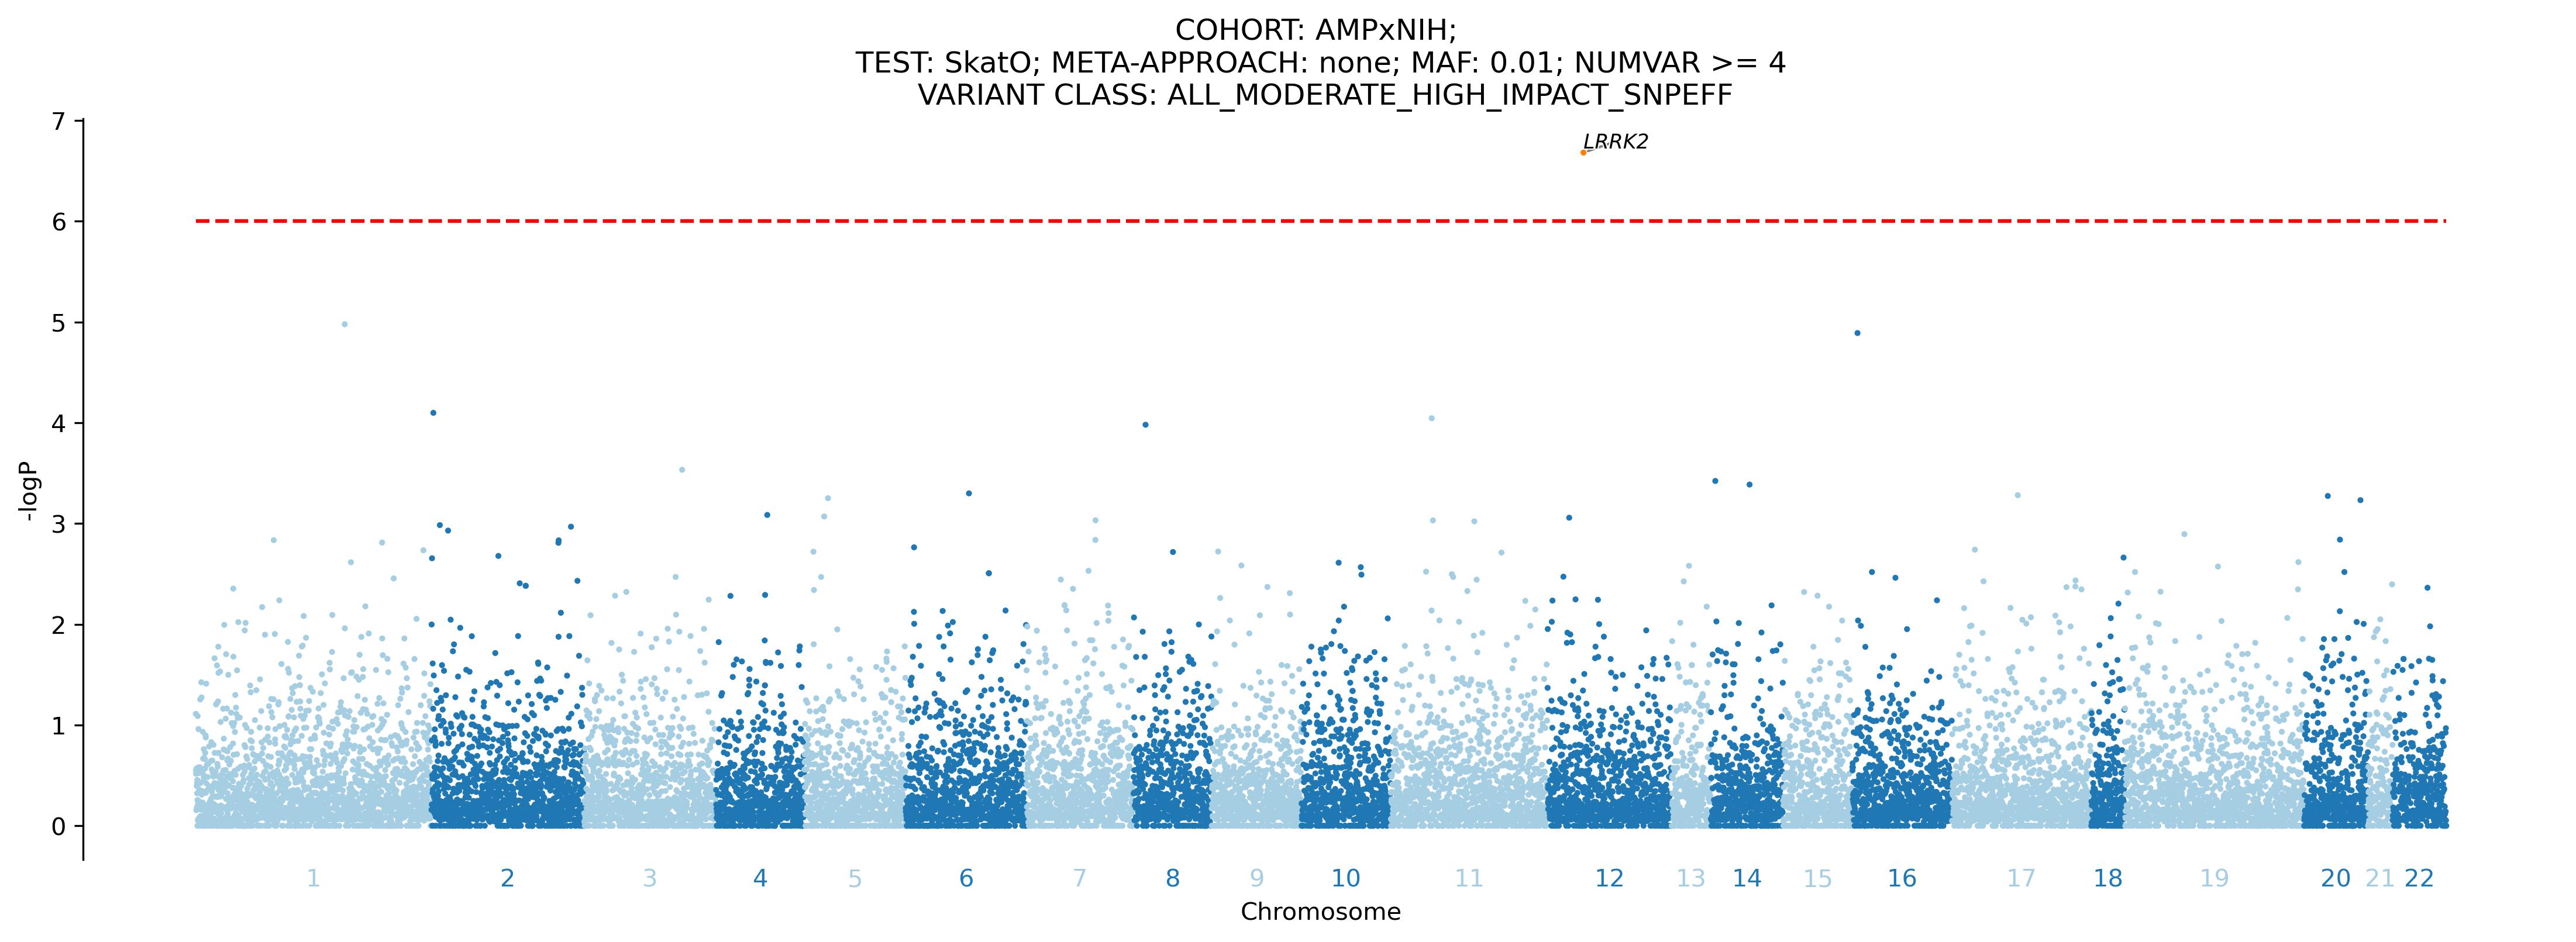 COHORT: AMPxNIH;
TEST: SkatO; META-APPROACH: none; MAF: 0.01; NUMVAR >= 4
VARIANT CLASS: ALL_MODERATE_HIGH_IMPACT_SNPEFF
LRRK2
7
6
5
4
3
2
1
0
-logP
1 2 3 4 5 6 7 8 9 10 11 12 13 14 15 16 17 18 19 20 21 22
Chromosome